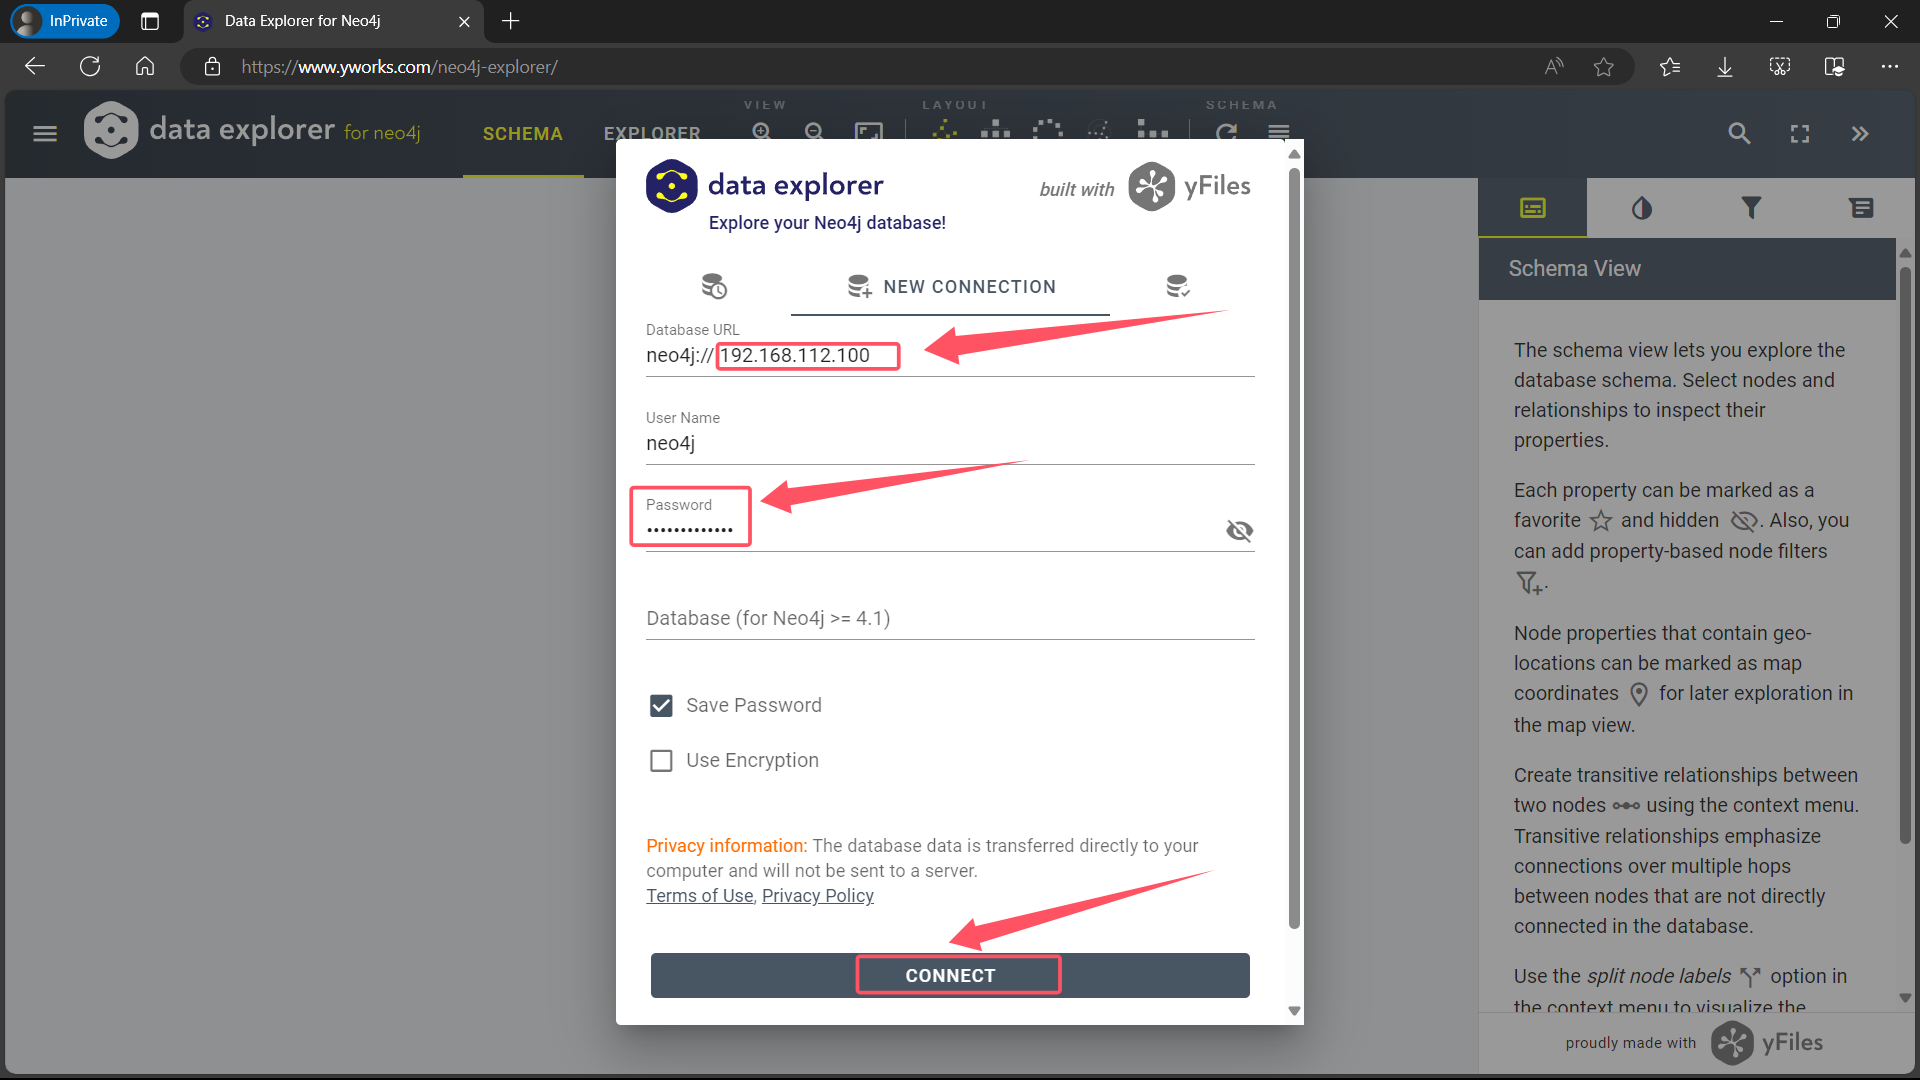 InPrivate
Data Explorer for Neo4j
https://www.yworks.com/neo4j-explorer/
data explorer for neo4j
SCHEMA
EXPLORER
VIEW
LAYOUT
SCHEMA
data explorer
Explore your Neo4j database!
built with yFiles
NEW CONNECTION
Database URL
neo4j:// 192.168.112.100
User Name
neo4j
Password
•••••••••••••
Database (for Neo4j >= 4.1)
Save Password
Use Encryption
Privacy information: The database data is transferred directly to your
computer and will not be sent to a server.
Terms of Use, Privacy Policy
CONNECT
Schema View
The schema view lets you explore the
database schema. Select nodes and
relationships to inspect their
properties.
Each property can be marked as a
favorite and hidden . Also, you
can add property-based node filters
.
Node properties that contain geo-
locations can be marked as map
coordinates for later exploration in
the map view.
Create transitive relationships between
two nodes using the context menu.
Transitive relationships emphasize
connections over multiple hops
between nodes that are not directly
connected in the database.
Use the split node labels option in
the context menu to visualize the
proudly made with yFiles